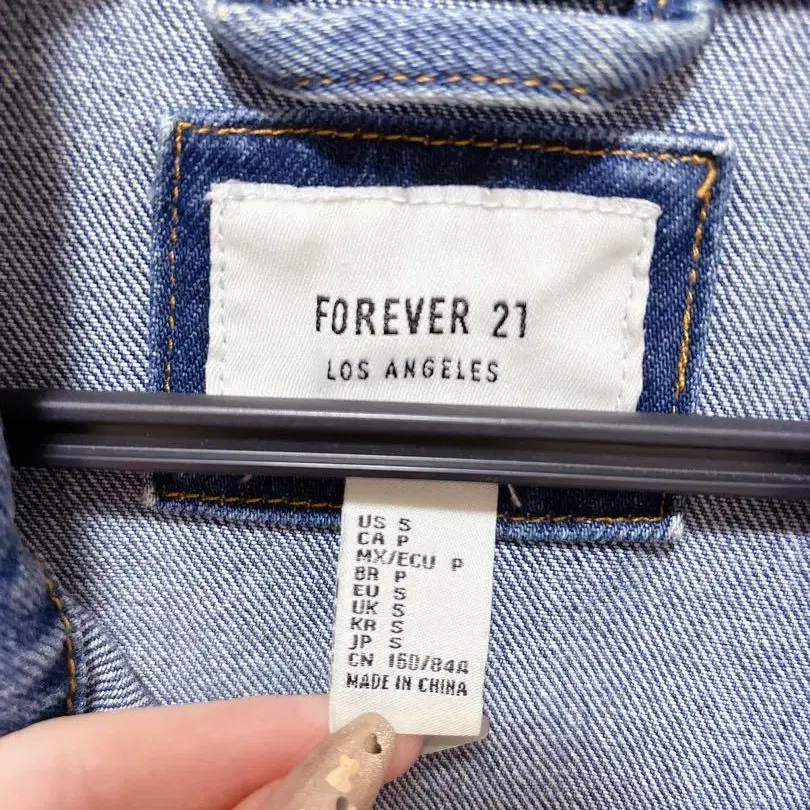 FOREVER 21
LOS ANGELES
US S
CA P
MX/ECU P
BR P
EU S
UK S
KR S
JP S
CN 160/84A
MADE IN CHINA